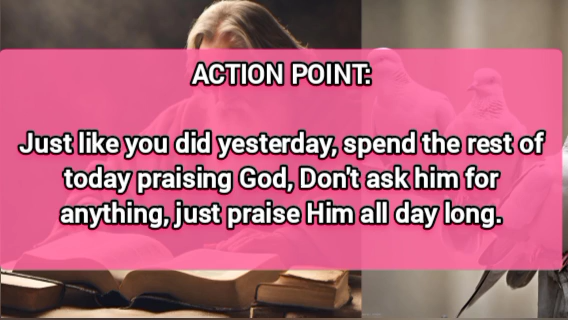 ACTION POINT:
Just like you did yesterday, spend the rest of
today praising God, Don't ask him for
anything, just praise Him all day long.